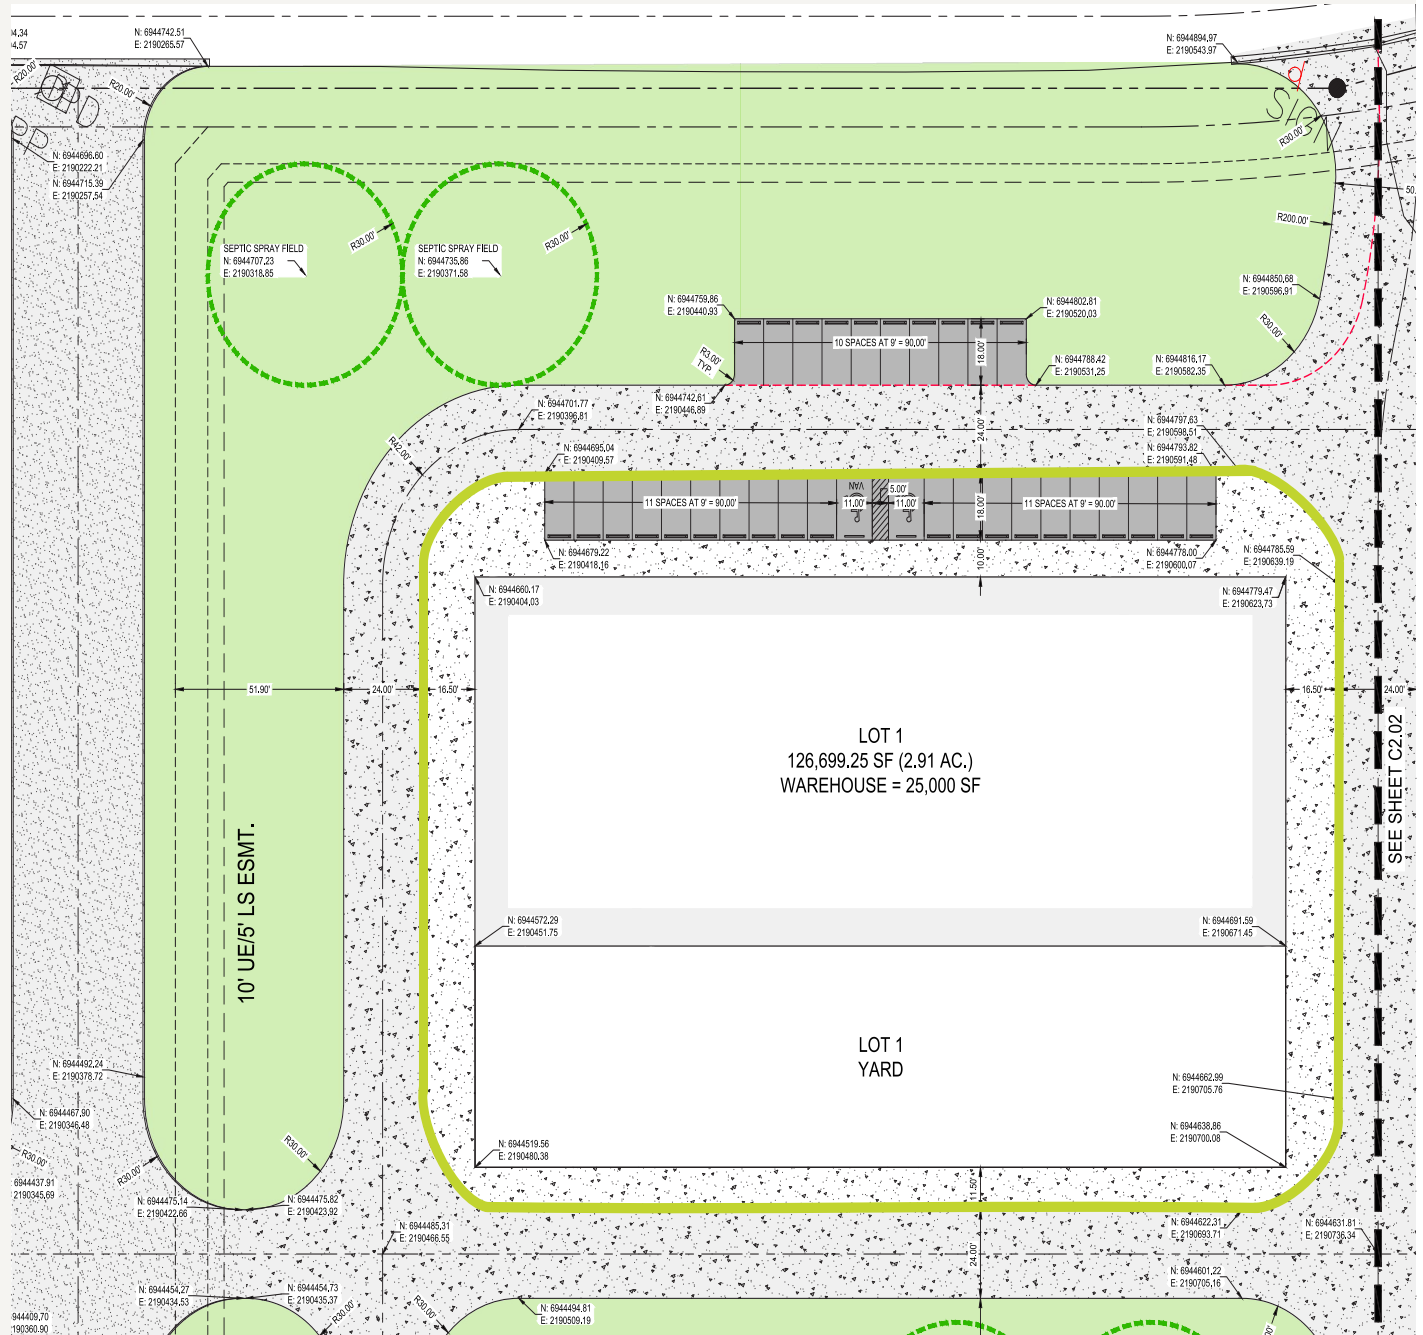 4.34
4.57
N: 6944742.51
E: 2190265.57
N: 6944894.97
E: 2190543.97
R20.00'
R20.00'
SIGN
R30.00'
N: 6944696.60
E: 2190222.21
N: 6944715.39
E: 2190257.54
50.
R200.00'
SEPTIC SPRAY FIELD
N: 6944707.23
E: 2190318.85
R30.00'
SEPTIC SPRAY FIELD
N: 6944735.86
E: 2190371.58
R30.00'
N: 6944850.68
E: 2190596.91
N: 6944759.86
E: 2190440.93
N: 6944802.81
E: 2190520.03
R30.00'
10 SPACES AT 9' = 90.00'
18.00'
R3.00'
TYP.
N: 6944788.42
E: 2190531.25
N: 6944816.17
E: 2190582.35
N: 6944742.61
E: 2190446.89
N: 6944701.77
E: 2190396.81
24.00'
N: 6944797.63
E: 2190598.51
R42.00'
N: 6944695.04
E: 2190409.57
N: 6944793.82
E: 2190591.48
VAN
5.00'
11 SPACES AT 9' = 90.00'
11.00'
11.00'
18.00'
11 SPACES AT 9' = 90.00'
N: 6944679.22
E: 2190418.16
10.00'
N: 6944778.00
E: 2190600.07
N: 6944785.59
E: 2190639.19
N: 6944660.17
E: 2190404.03
N: 6944779.47
E: 2190623.73
51.90'
24.00'
16.50'
16.50'
24.00'
LOT 1
126,699.25 SF (2.91 AC.)
WAREHOUSE = 25,000 SF
SEE SHEET C2.02
10' UE/5' LS ESMT.
N: 6944572.29
E: 2190451.75
N: 6944691.59
E: 2190671.45
LOT 1
YARD
N: 6944492.24
E: 2190378.72
N: 6944662.99
E: 2190705.76
N: 6944467.90
E: 2190346.48
N: 6944638.86
E: 2190700.08
N: 6944519.56
E: 2190480.38
R30.00'
R30.00'
R30.00'
6944437.91
2190345.69
N: 6944475.14
E: 2190422.66
N: 6944475.82
E: 2190423.92
11.50'
N: 6944485.31
E: 2190466.55
N: 6944622.31
E: 2190693.71
N: 6944631.81
E: 2190736.34
24.00'
N: 6944601.22
E: 2190705.16
N: 6944454.27
E: 2190434.53
N: 6944454.73
E: 2190435.37
R30.00'
R30.00'
N: 6944494.81
E: 2190509.19
944409.70
190360.90